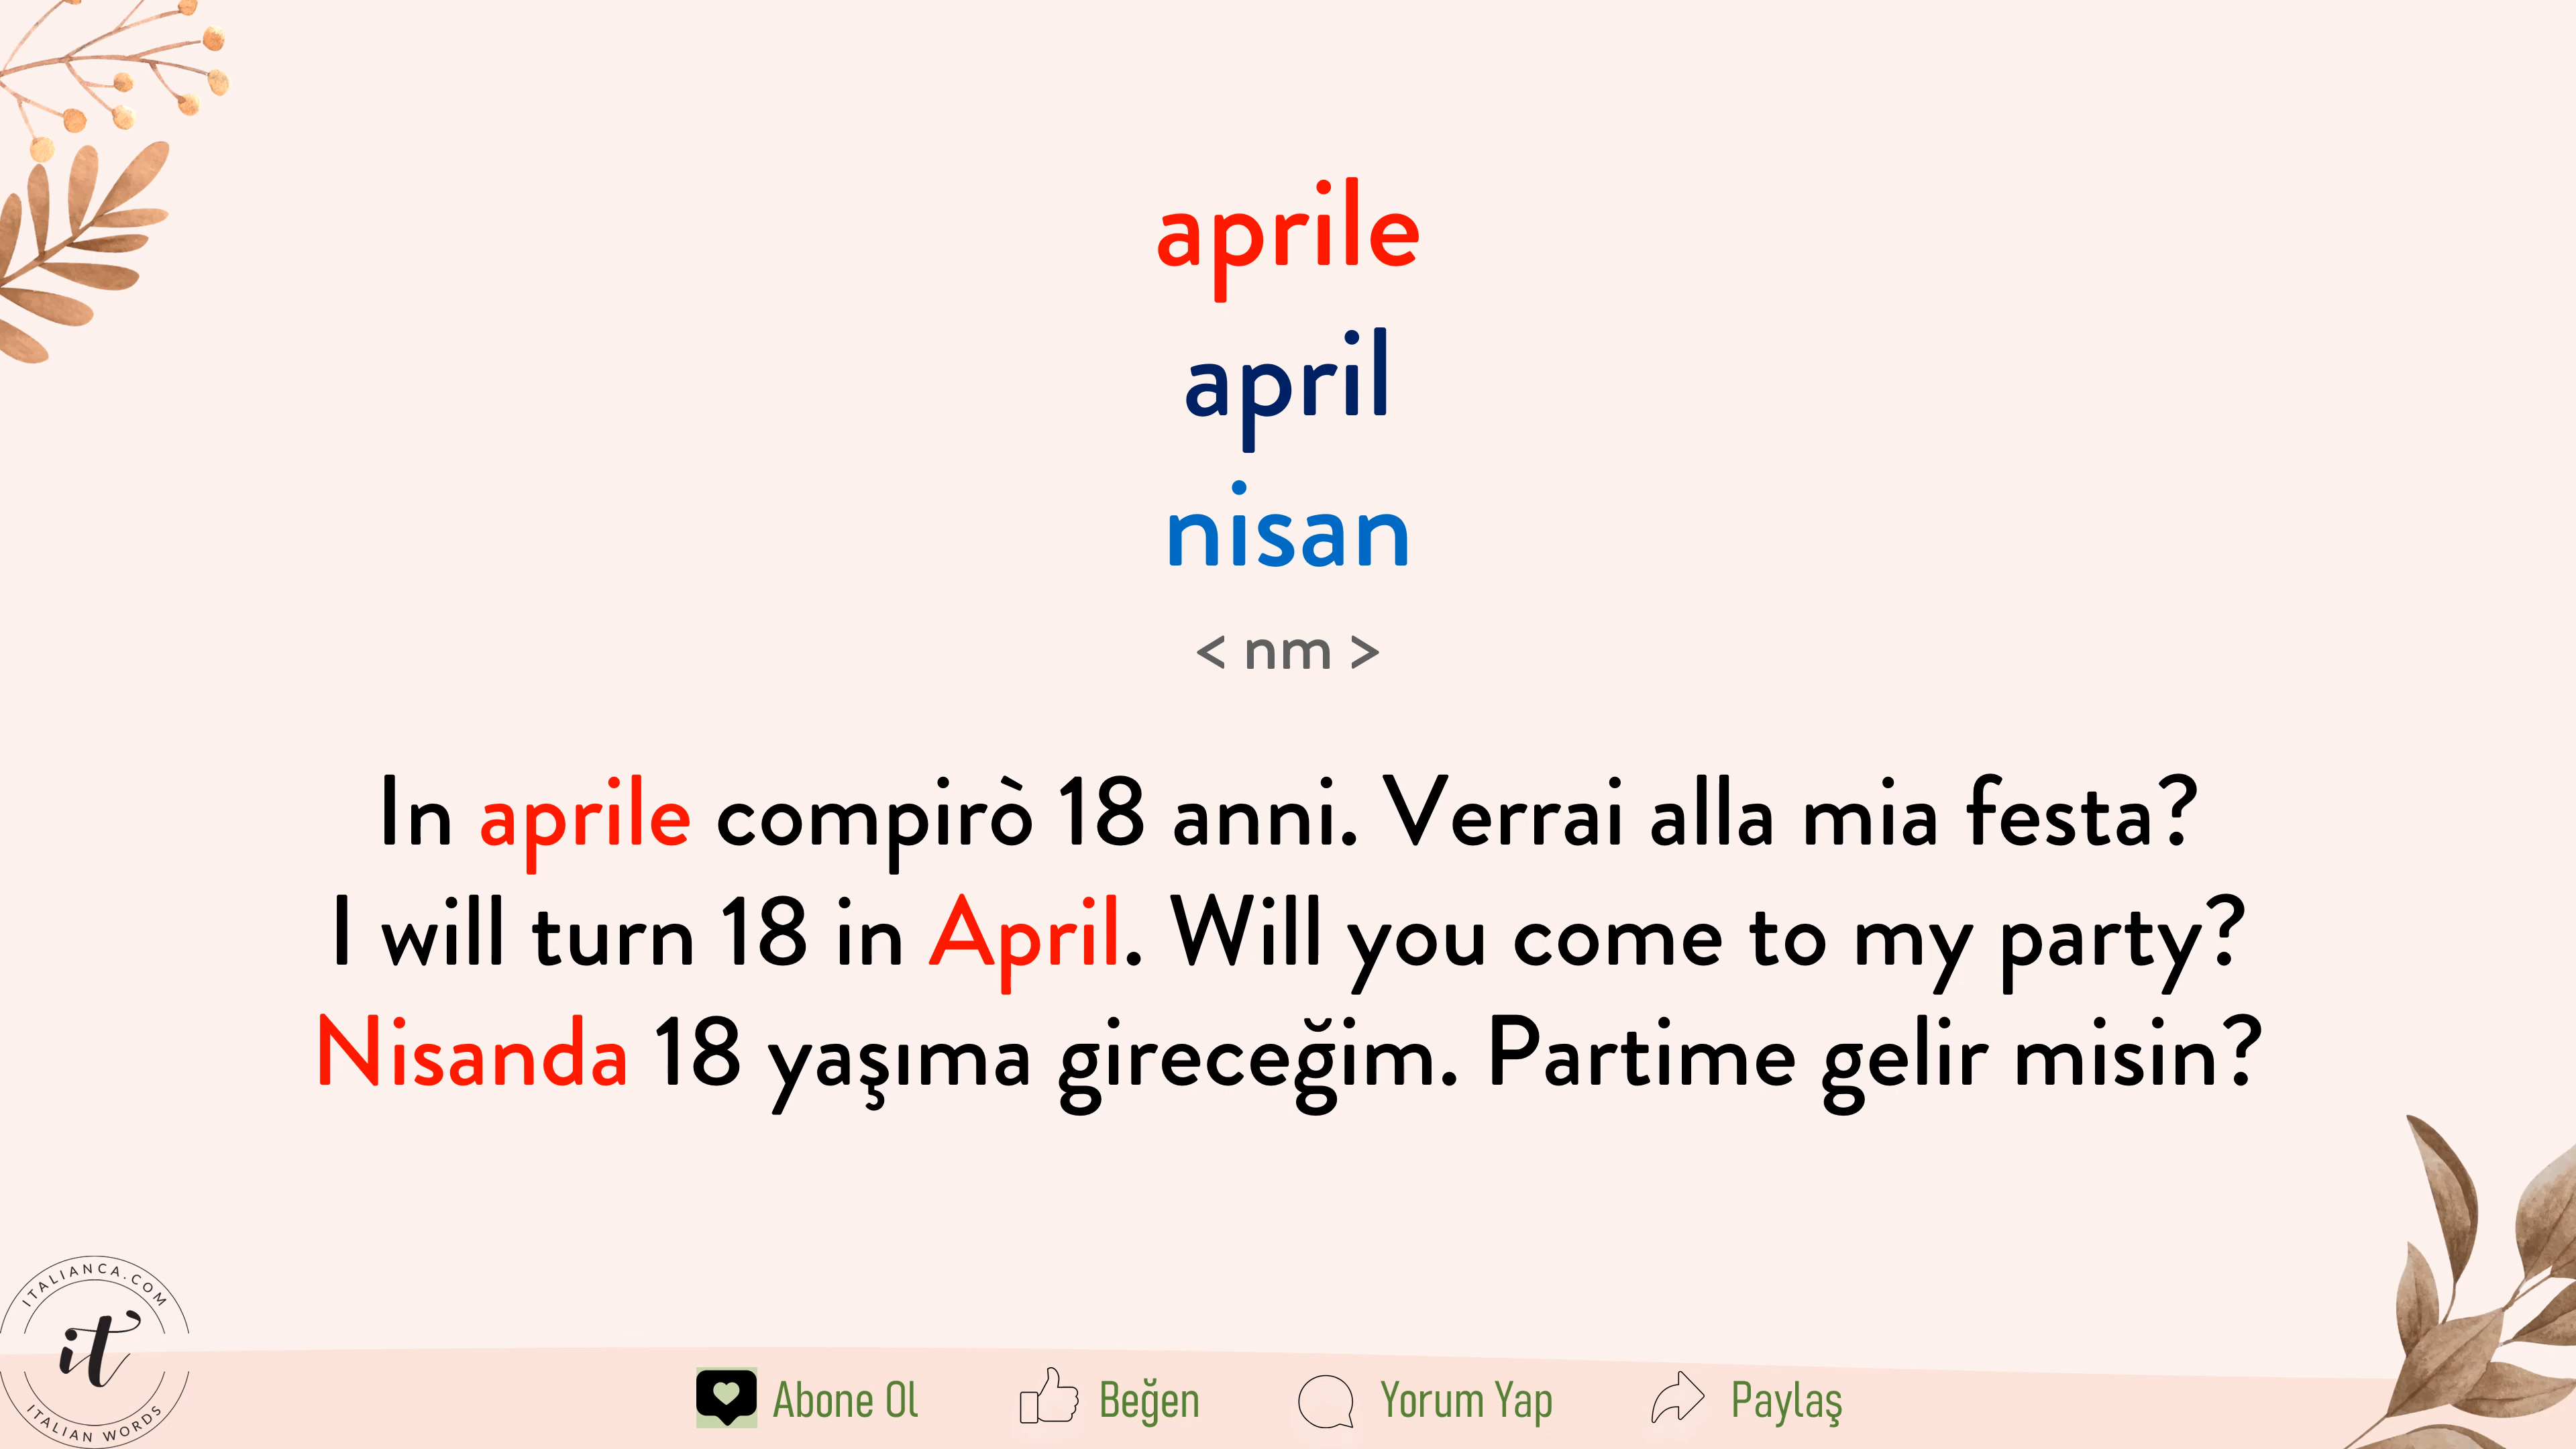 aprile
april
nisan
< nm >
In aprile compirò 18 anni. Verrai alla mia festa?
I will turn 18 in April. Will you come to my party?
Nisanda 18 yaşıma gireceğim. Partime gelir misin?
ITALIANCA.COM
it
ITALIAN WORDS
Abone Ol
Beğen
Yorum Yap
Paylaş